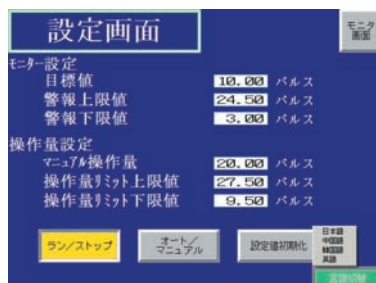 設定画面
モニタ
画面
モニター設定
目標値 10.00 パルス
警報上限値 24.50 パルス
警報下限値 3.00 パルス
操作量設定
マニュアル操作量 20.00 パルス
操作量リミット上限値 27.50 パルス
操作量リミット下限値 9.50 パルス
ラン/ストップ
オート/
マニュアル
設定値初期化
日本語
中国語
韓国語
英語
言語切替